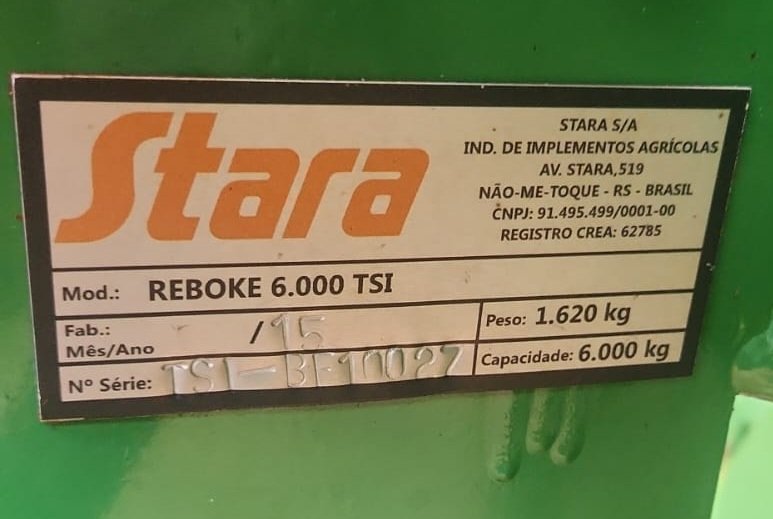 Stara
STARA S/A
IND. DE IMPLEMENTOS AGRÍCOLAS
AV. STARA,519
NÃO-ME-TOQUE - RS - BRASIL
CNPJ: 91.495.499/0001-00
REGISTRO CREA: 62785
Mod.: REBOKE 6.000 TSI
Fab.:
Mês/Ano /15
Peso: 1.620 kg
Nº Série: TSI-BF10027
Capacidade: 6.000 kg